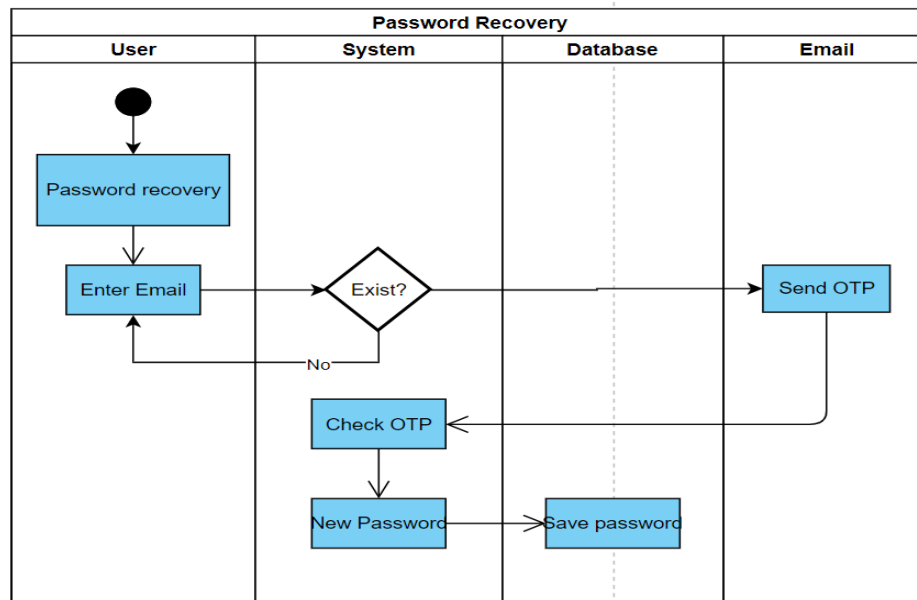 Password Recovery
User System Database Email
Password recovery
Enter Email Exist? Send OTP
No
Check OTP
New Password Save password